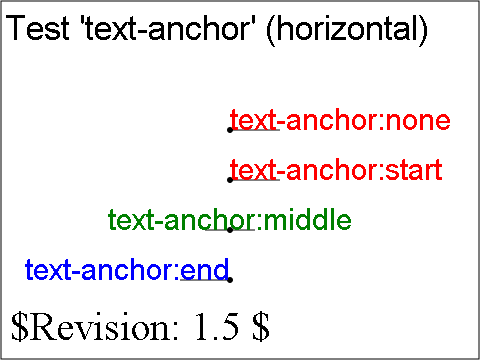 Test 'text-anchor' (horizontal)
text-anchor:none
text-anchor:start
text-anchor:middle
text-anchor:end
$Revision: 1.5 $